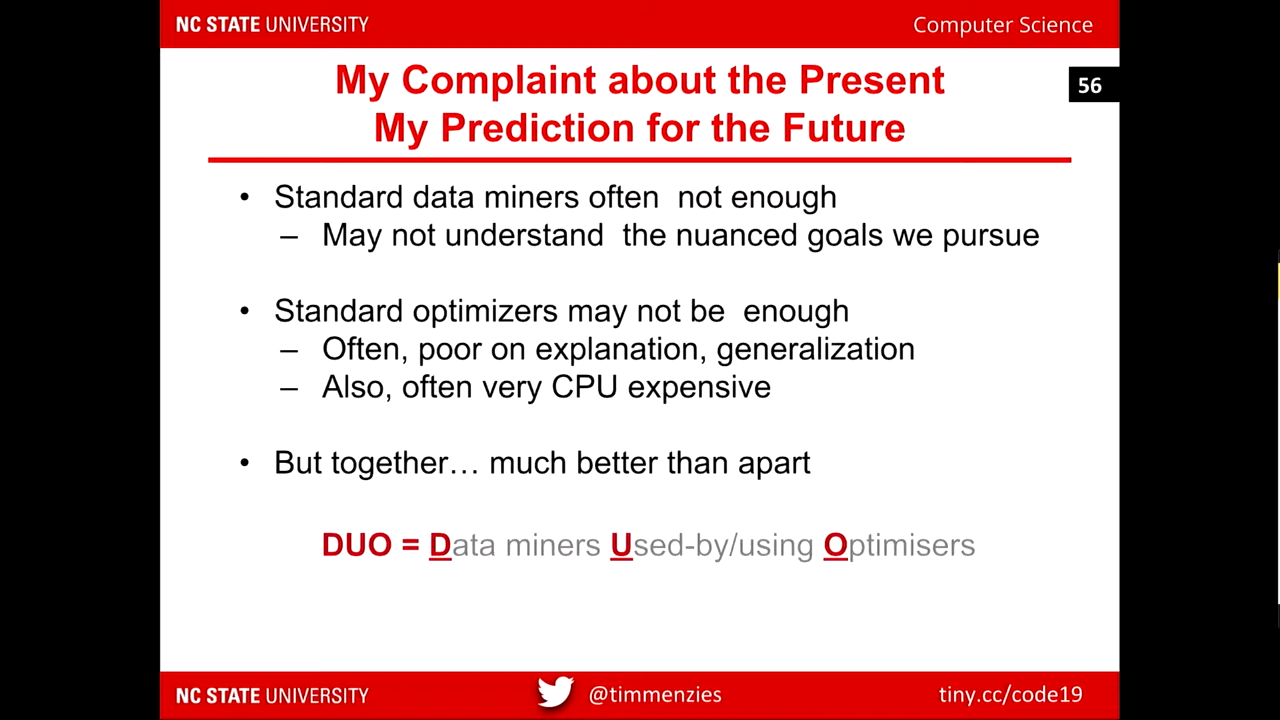 NC STATE UNIVERSITY
Computer Science
My Complaint about the Present
My Prediction for the Future
56
• Standard data miners often not enough
– May not understand the nuanced goals we pursue
• Standard optimizers may not be enough
– Often, poor on explanation, generalization
– Also, often very CPU expensive
• But together… much better than apart
DUO = Data miners Used-by/using Optimisers
NC STATE UNIVERSITY
@timmenzies
tiny.cc/code19